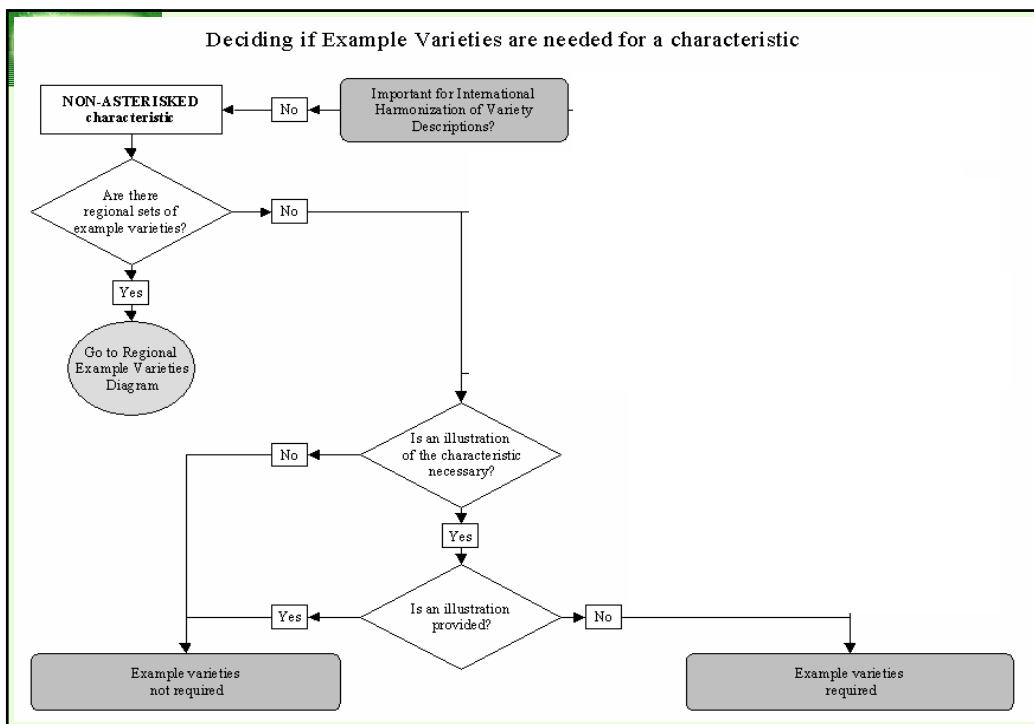 Deciding if Example Varieties are needed for a characteristic
Important for International
Harmonization of Variety
Descriptions?
No
NON-ASTERISKED
characteristic
Are there
regional sets of
example varieties?
No
Yes
Go to Regional
Example Varieties
Diagram
Is an illustration
of the characteristic
necessary?
No
Yes
Is an illustration
provided?
Yes
No
Example varieties
not required
Example varieties
required